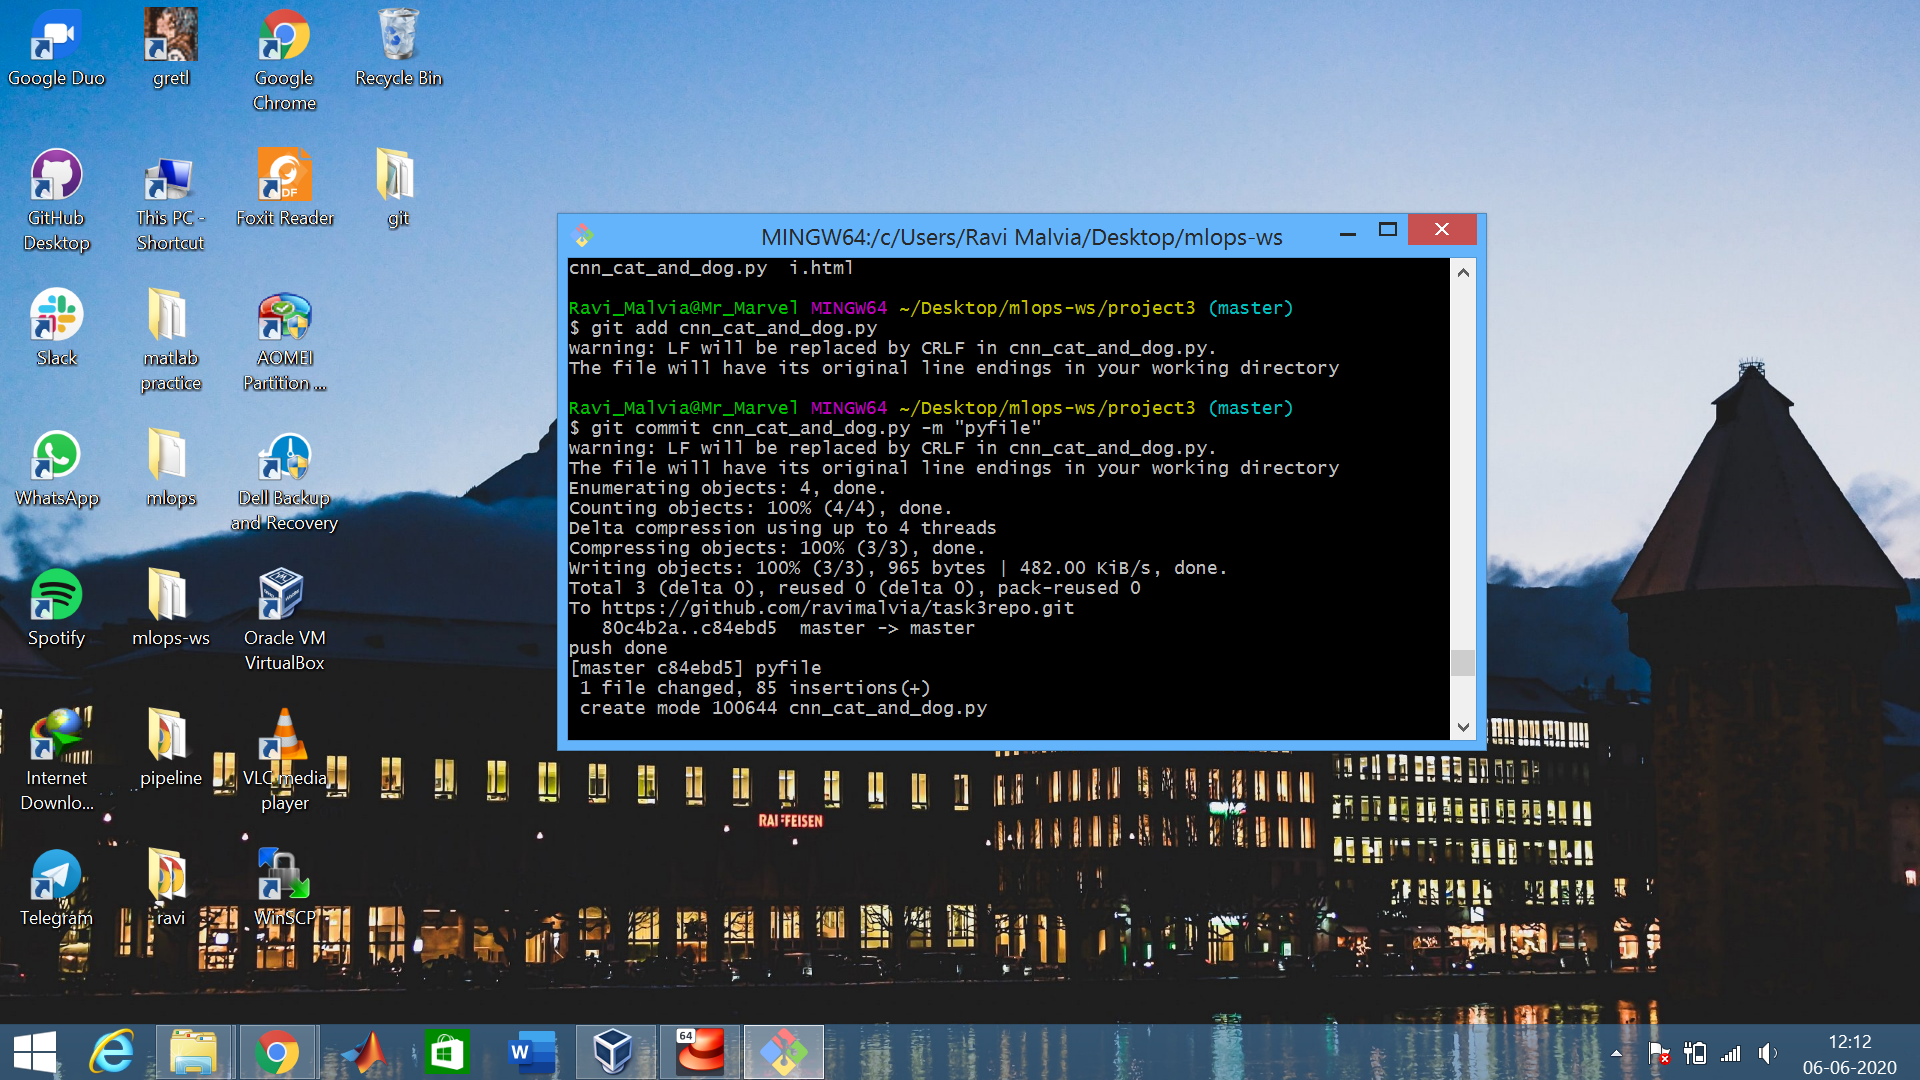 Google Duo
gretl
Google
Chrome
Recycle Bin
GitHub
Desktop
This PC -
Shortcut
Foxit Reader
git
Slack
matlab
practice
AOMEI
Partition ...
WhatsApp
mlops
Dell Backup
and Recovery
Spotify
mlops-ws
Oracle VM
VirtualBox
Internet
Downlo...
pipeline
VLC media
player
Telegram
ravi
WinSCP
MINGW64:/c/Users/Ravi Malvia/Desktop/mlops-ws
cnn_cat_and_dog.py  i.html
Ravi_Malvia@Mr_Marvel MINGW64 ~/Desktop/mlops-ws/project3 (master)
$ git add cnn_cat_and_dog.py
warning: LF will be replaced by CRLF in cnn_cat_and_dog.py.
The file will have its original line endings in your working directory
Ravi_Malvia@Mr_Marvel MINGW64 ~/Desktop/mlops-ws/project3 (master)
$ git commit cnn_cat_and_dog.py -m "pyfile"
warning: LF will be replaced by CRLF in cnn_cat_and_dog.py.
The file will have its original line endings in your working directory
Enumerating objects: 4, done.
Counting objects: 100% (4/4), done.
Delta compression using up to 4 threads
Compressing objects: 100% (3/3), done.
Writing objects: 100% (3/3), 965 bytes | 482.00 KiB/s, done.
Total 3 (delta 0), reused 0 (delta 0), pack-reused 0
To https://github.com/ravimalvia/task3repo.git
   80c4b2a..c84ebd5  master -> master
push done
[master c84ebd5] pyfile
 1 file changed, 85 insertions(+)
 create mode 100644 cnn_cat_and_dog.py
RAIFFEISEN
64
12:12
06-06-2020